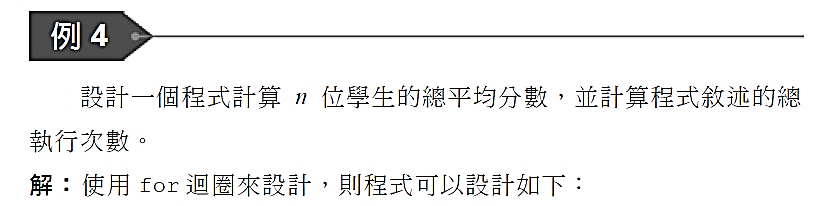 例 4
設計一個程式計算 n 位學生的總平均分數，並計算程式敘述的總
執行次數。
解：使用 for 迴圈來設計，則程式可以設計如下：